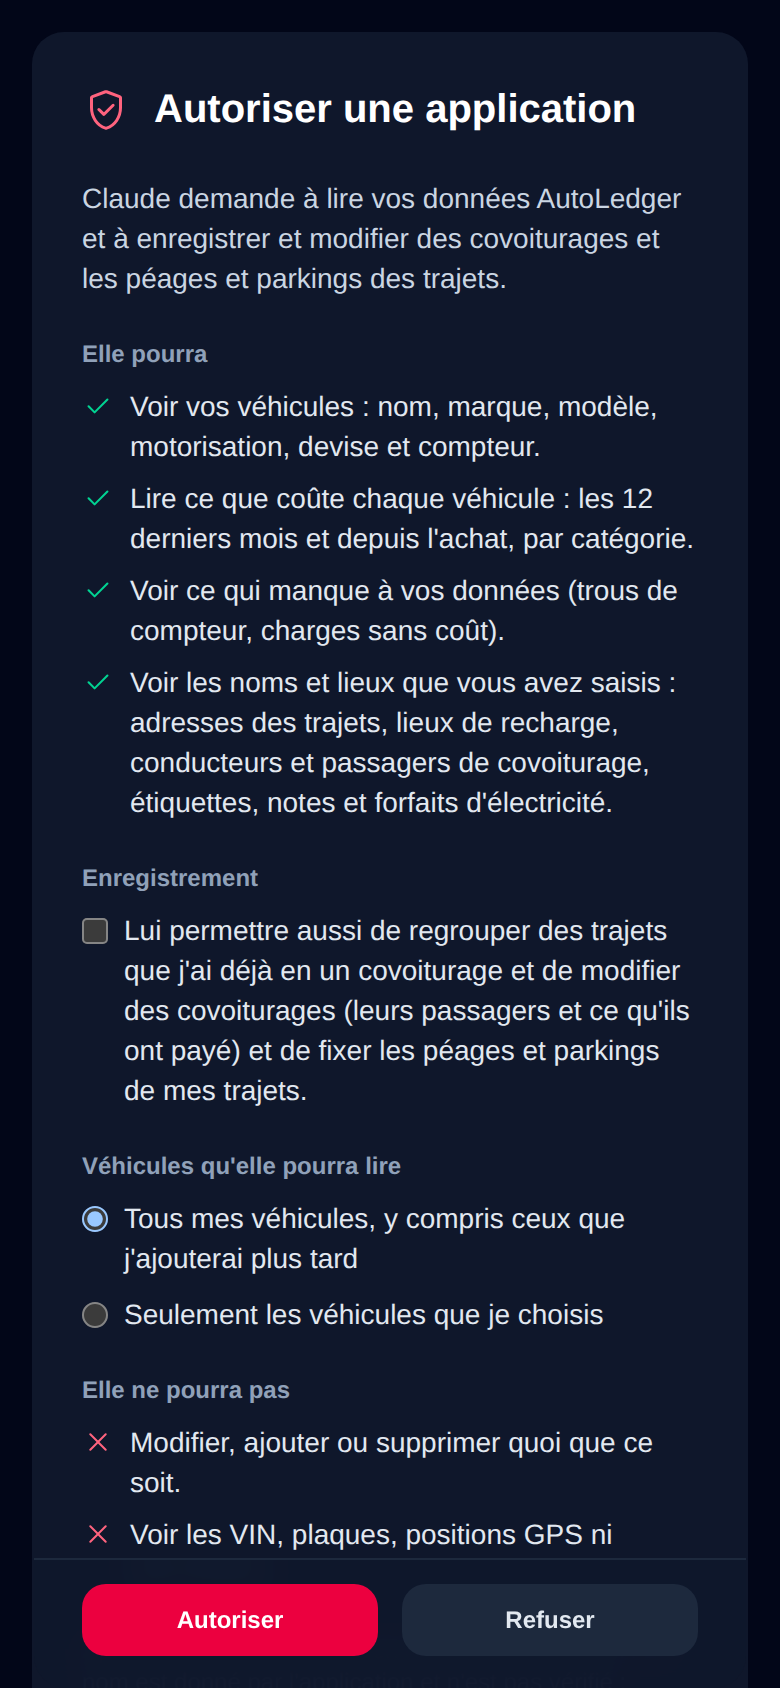 Autoriser une application
Claude demande à lire vos données AutoLedger
et à enregistrer et modifier des covoiturages et
les péages et parkings des trajets.
Elle pourra
Voir vos véhicules : nom, marque, modèle,
motorisation, devise et compteur.
Lire ce que coûte chaque véhicule : les 12
derniers mois et depuis l'achat, par catégorie.
Voir ce qui manque à vos données (trous de
compteur, charges sans coût).
Voir les noms et lieux que vous avez saisis :
adresses des trajets, lieux de recharge,
conducteurs et passagers de covoiturage,
étiquettes, notes et forfaits d'électricité.
Enregistrement
Lui permettre aussi de regrouper des trajets
que j'ai déjà en un covoiturage et de modifier
des covoiturages (leurs passagers et ce qu'ils
ont payé) et de fixer les péages et parkings
de mes trajets.
Véhicules qu'elle pourra lire
Tous mes véhicules, y compris ceux que
j'ajouterai plus tard
Seulement les véhicules que je choisis
Elle ne pourra pas
Modifier, ajouter ou supprimer quoi que ce
soit.
Voir les VIN, plaques, positions GPS ni
Autoriser
Refuser